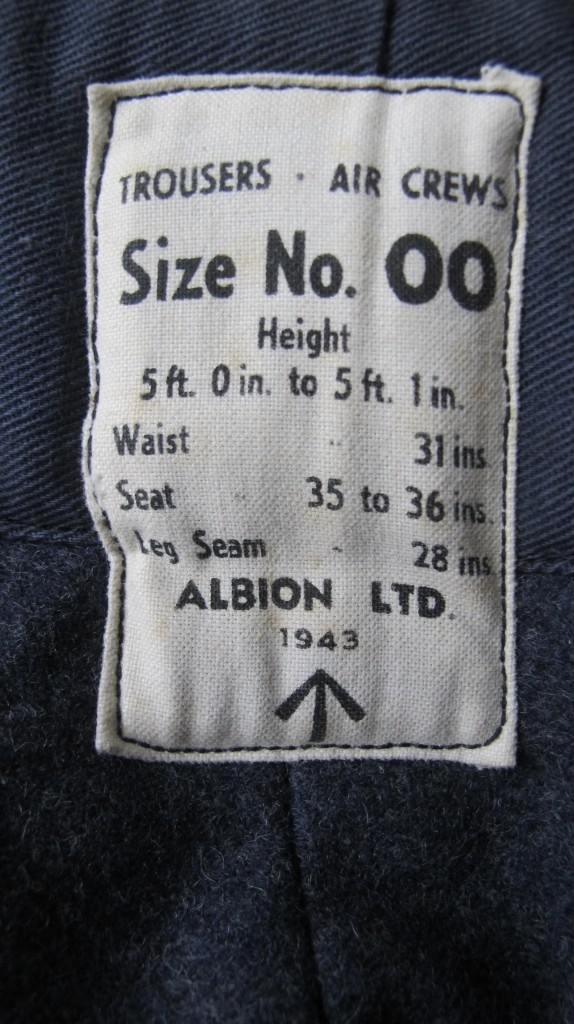 TROUSERS · AIR CREWS
Size No. 00
Height
5 ft. 0 in. to 5 ft. 1 in.
Waist .. 31 ins
Seat .. 35 to 36 ins.
Leg Seam .. 28 ins.
ALBION LTD.
1943